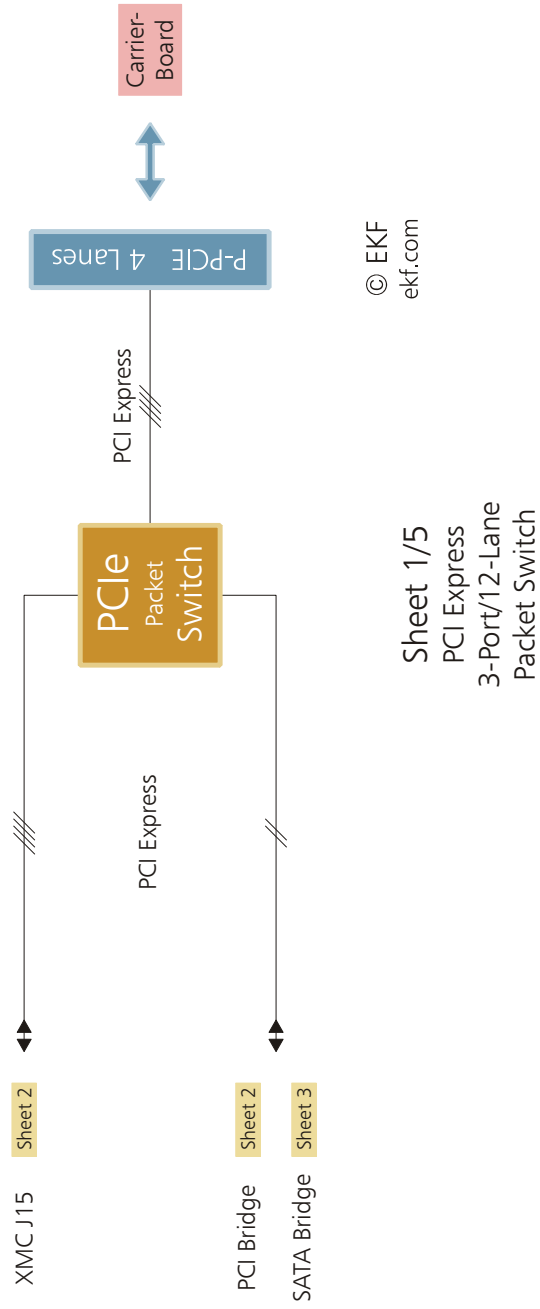 XMC J15
Sheet 2
PCI Bridge
Sheet 2
SATA Bridge
Sheet 3
PCI Express
PCIe
Packet
Switch
PCI Express
P-PCIE 4 Lanes
Carrier-
Board
Sheet 1/5
PCI Express
3-Port/12-Lane
Packet Switch
© EKF
ekf.com